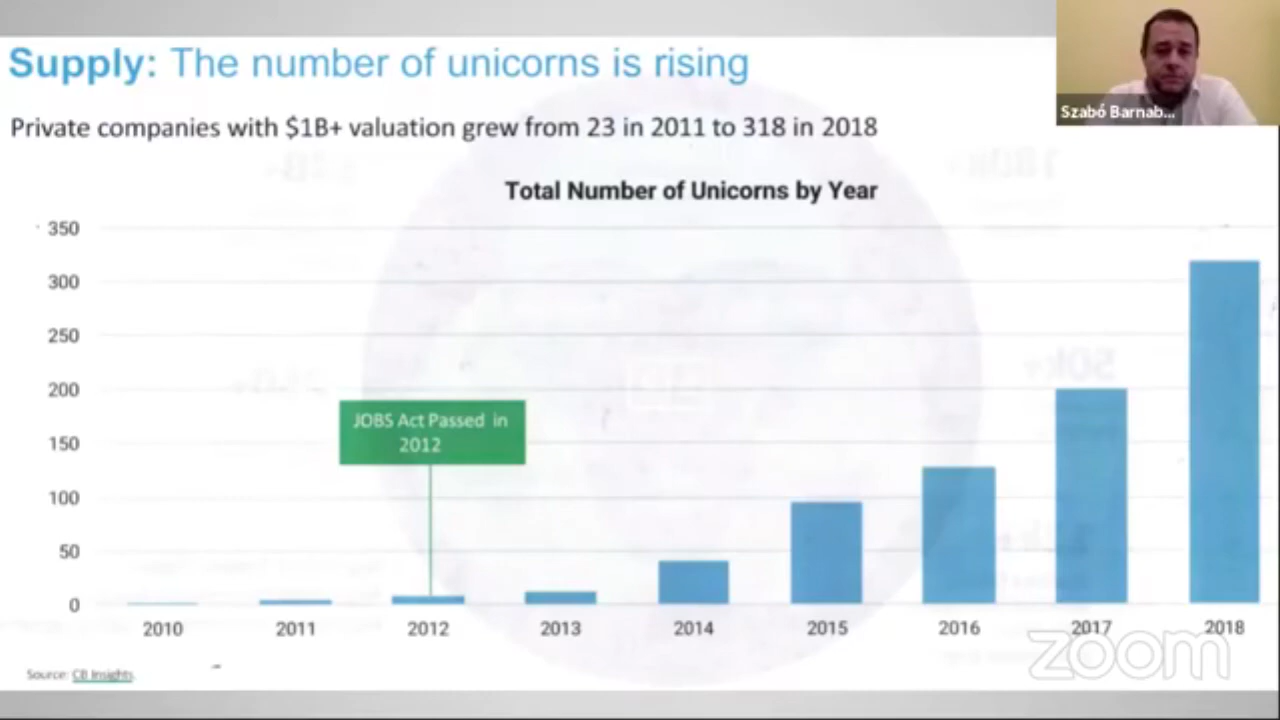 Supply: The number of unicorns is rising
Szabó Barnab...
Private companies with $1B+ valuation grew from 23 in 2011 to 318 in 2018
Total Number of Unicorns by Year
350
300
250
200
150
100
50
0
JOBS Act Passed in
2012
2010 2011 2012 2013 2014 2015 2016 2017 2018
zoom
Source: CB Insights.